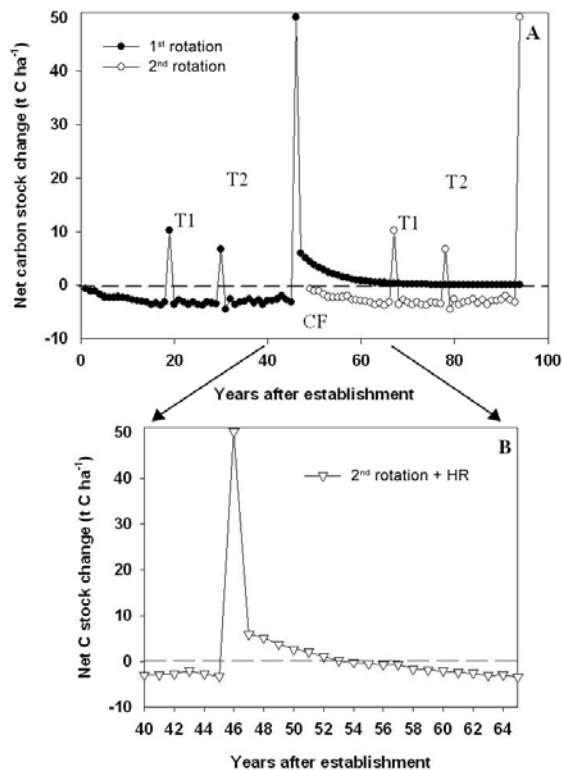 50
A
1st rotation
2nd rotation
40
30
20
T2
T2
T1
T1
10
0
CF
-10
0 20 40 60 80 100
Net carbon stock change (t C ha-1)
Years after establishment
50
B
2nd rotation + HR
40
30
20
10
0
-10
40 42 44 46 48 50 52 54 56 58 60 62 64
Net C stock change (t C ha-1)
Years after establishment